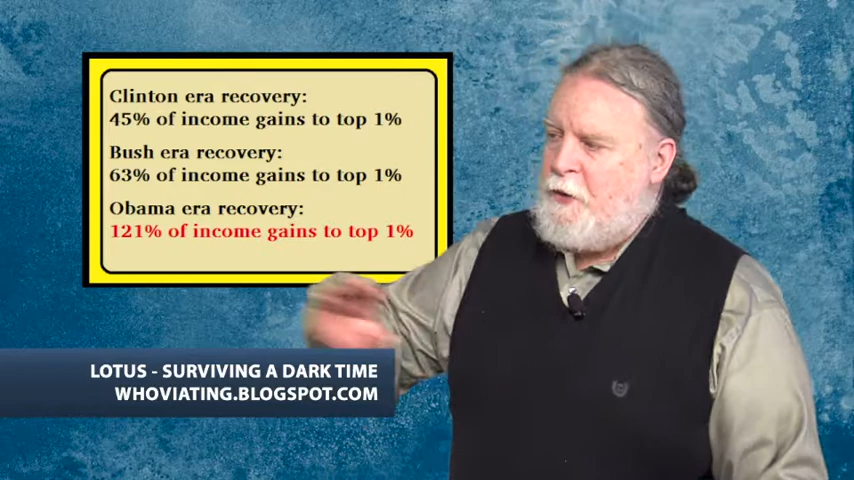 Clinton era recovery:
45% of income gains to top 1%
Bush era recovery:
63% of income gains to top 1%
Obama era recovery:
121% of income gains to top 1%
LOTUS - SURVIVING A DARK TIME
WHOVIATING.BLOGSPOT.COM